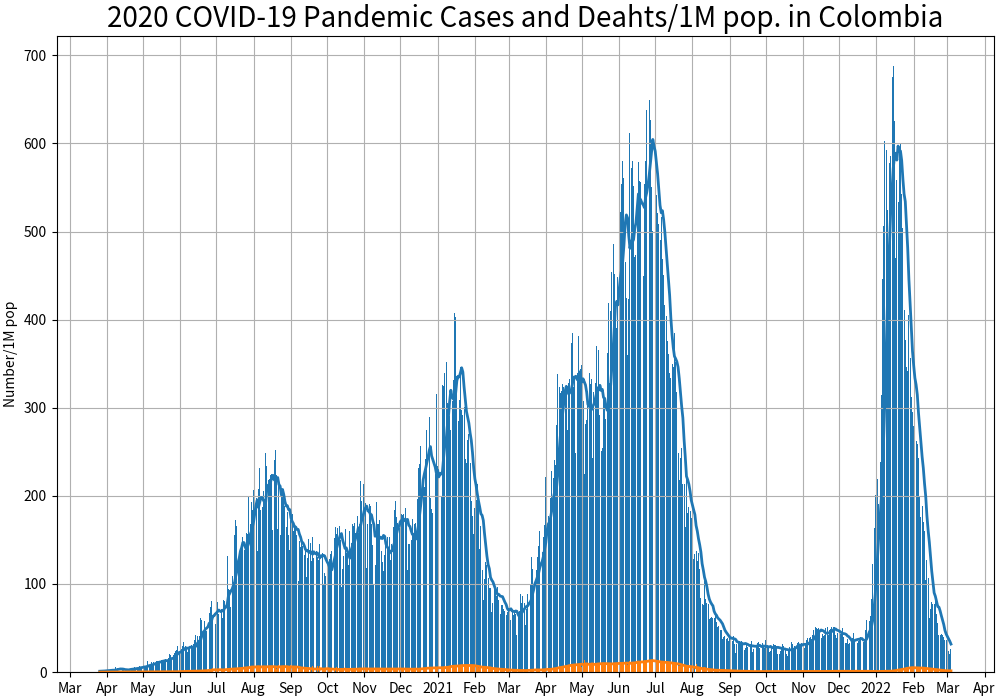 2020 COVID-19 Pandemic Cases and Deahts/1M pop. in Colombia
Number/1M pop
700
600
500
400
300
200
100
0
Mar Apr May Jun Jul Aug Sep Oct Nov Dec 2021 Feb Mar Apr May Jun Jul Aug Sep Oct Nov Dec 2022 Feb Mar Apr